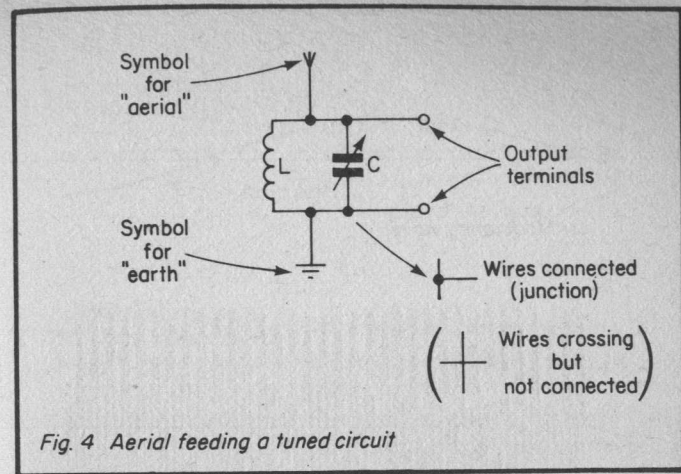 Symbol
for
"aerial"
L
C
Output
terminals
Symbol
for
"earth"
Wires connected
(junction)
Wires crossing
but
not connected
Fig. 4 Aerial feeding a tuned circuit